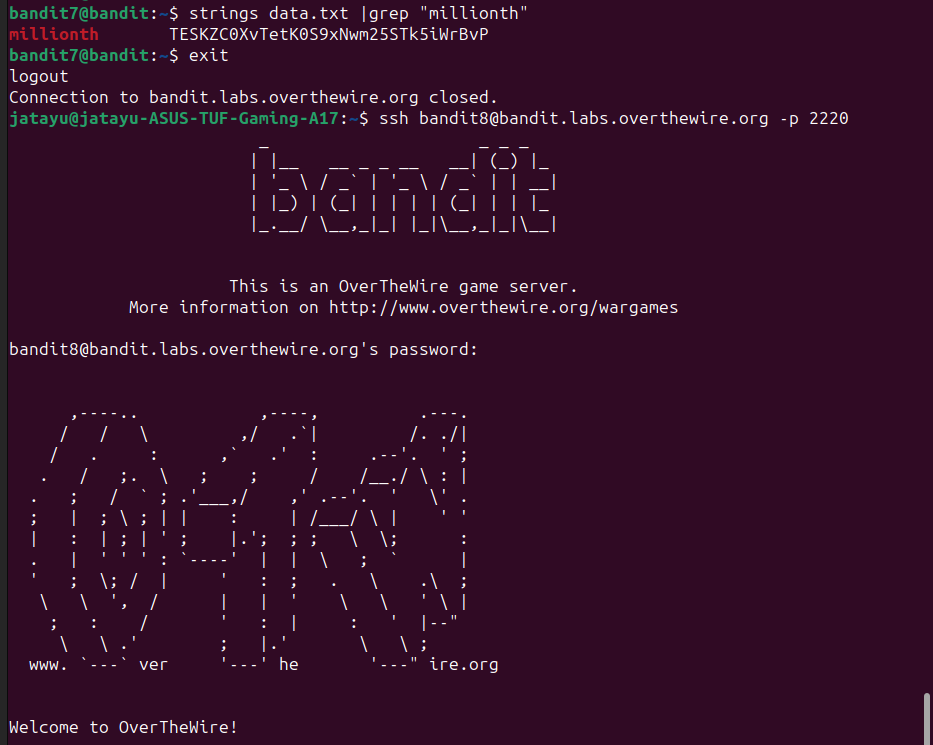 bandit7@bandit:~$ strings data.txt |grep "millionth"
millionth       TESKZC0XvTetK0S9xNwm25STk5iWrBvP
bandit7@bandit:~$ exit
logout
Connection to bandit.labs.overthewire.org closed.
jatayu@jatayu-ASUS-TUF-Gaming-A17:~$ ssh bandit8@bandit.labs.overthewire.org -p 2220
bandit
This is an OverTheWire game server.
More information on http://www.overthewire.org/wargames
bandit8@bandit.labs.overthewire.org's password:
www. `---` ver     '---' he       '---" ire.org
Welcome to OverTheWire!